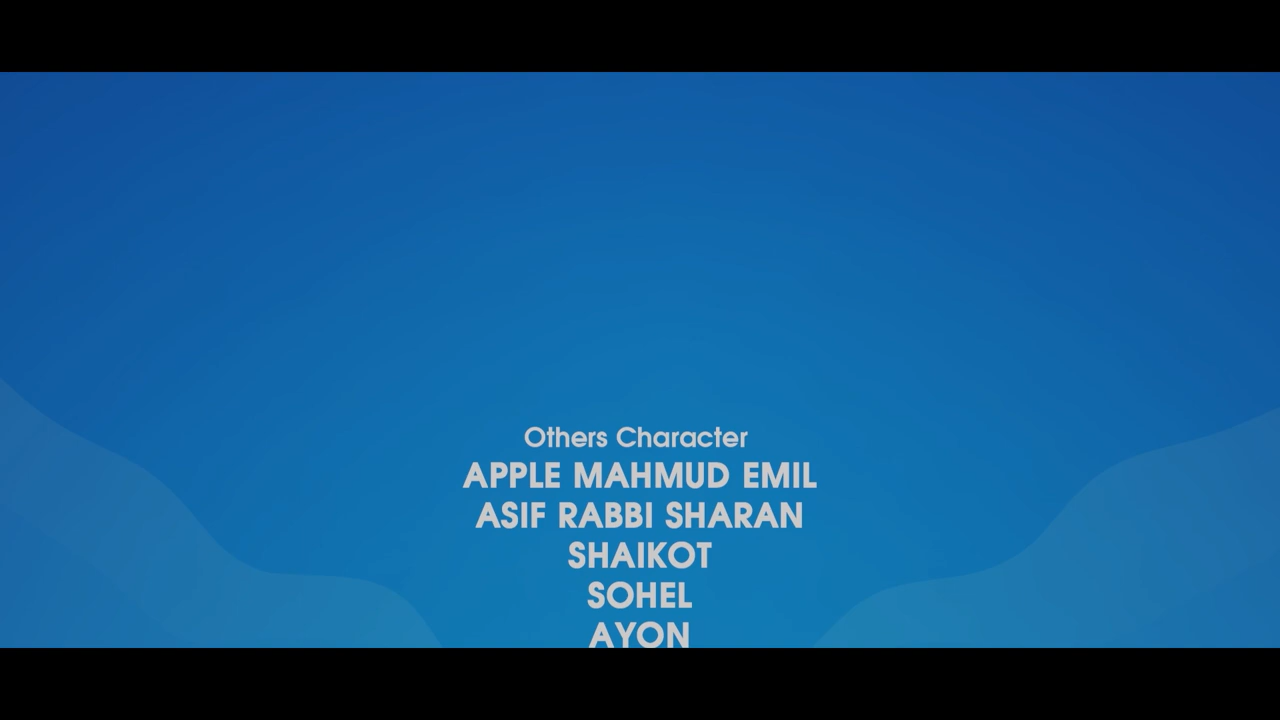 Others Character
APPLE MAHMUD EMIL
ASIF RABBI SHARAN
SHAIKOT
SOHEL
AYON